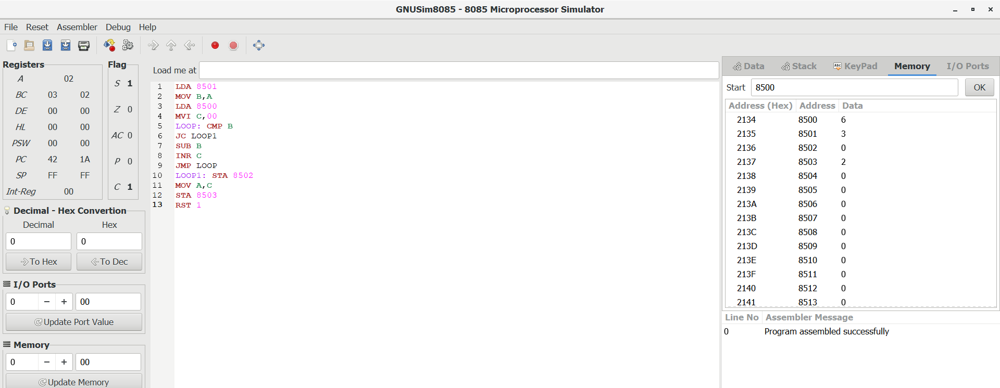 GNUSim8085 - 8085 Microprocessor Simulator
File Reset Assembler Debug Help
Registers
A 02
BC 03 02
DE 00 00
HL 00 00
PSW 00 00
PC 42 1A
SP FF FF
Int-Reg 00
Flag
S 1
Z 0
AC 0
P 0
C 1
Decimal - Hex Convertion
Decimal Hex
0 0
To Hex To Dec
I/O Ports
0 − + 00
Update Port Value
Memory
0 − + 00
Update Memory
Load me at
1 LDA 8501
2 MOV B,A
3 LDA 8500
4 MVI C,00
5 LOOP: CMP B
6 JC LOOP1
7 SUB B
8 INR C
9 JMP LOOP
10 LOOP1: STA 8502
11 MOV A,C
12 STA 8503
13 RST 1
Data Stack Abc KeyPad Memory I/O Ports
Start 8500 OK
Address (Hex) Address Data
2134 8500 6
2135 8501 3
2136 8502 0
2137 8503 2
2138 8504 0
2139 8505 0
213A 8506 0
213B 8507 0
213C 8508 0
213D 8509 0
213E 8510 0
213F 8511 0
2140 8512 0
2141 8513 0
Line No Assembler Message
0 Program assembled successfully